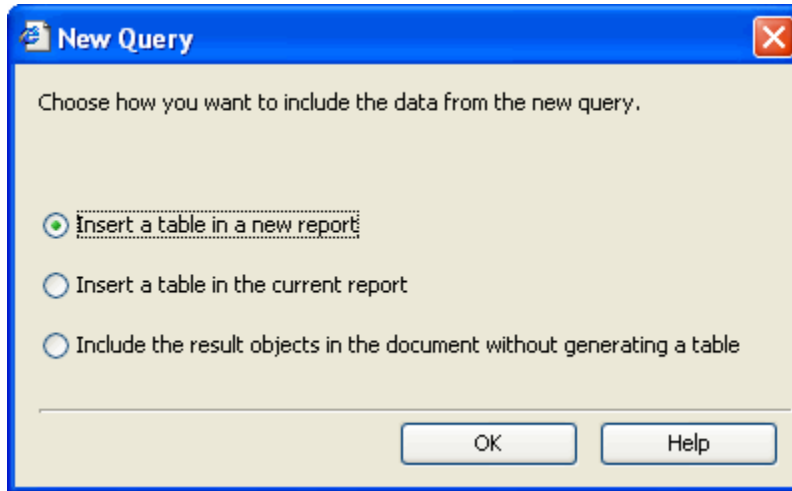 New Query
Choose how you want to include the data from the new query.
Insert a table in a new report
Insert a table in the current report
Include the result objects in the document without generating a table
OK
Help